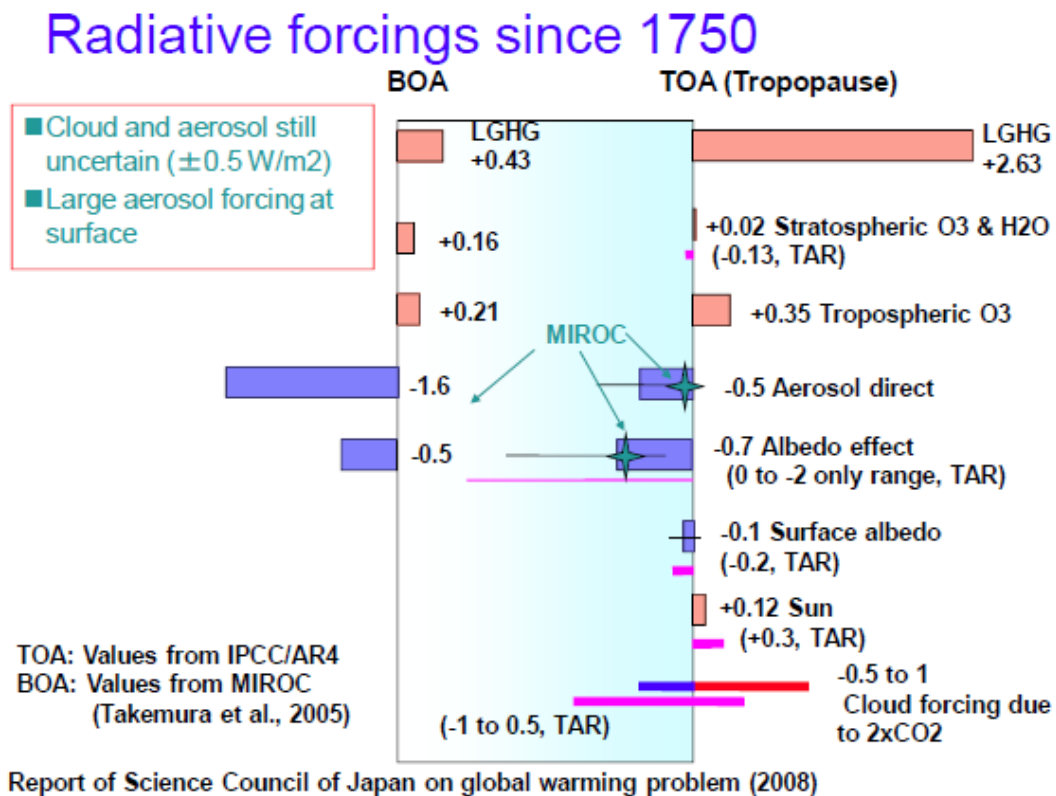 Radiative forcings since 1750
BOA
TOA (Tropopause)
■Cloud and aerosol still
uncertain (±0.5 W/m2)
■Large aerosol forcing at
surface
LGHG
+0.43
LGHG
+2.63
+0.16
+0.02 Stratospheric O3 & H2O
(-0.13, TAR)
+0.21
+0.35 Tropospheric O3
MIROC
-1.6
-0.5 Aerosol direct
-0.5
-0.7 Albedo effect
(0 to -2 only range, TAR)
-0.1 Surface albedo
(-0.2, TAR)
+0.12 Sun
(+0.3, TAR)
TOA: Values from IPCC/AR4
BOA: Values from MIROC
(Takemura et al., 2005)
(-1 to 0.5, TAR)
-0.5 to 1
Cloud forcing due
to 2xCO2
Report of Science Council of Japan on global warming problem (2008)